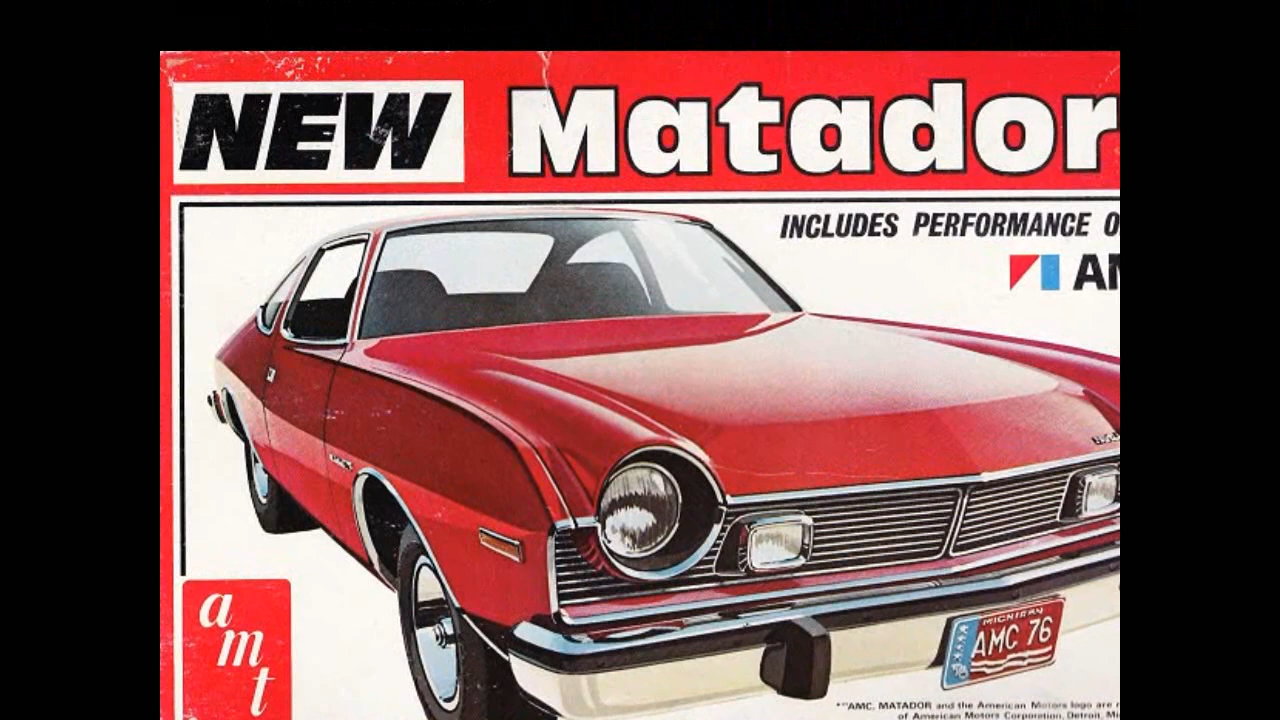 NEW Matador
INCLUDES PERFORMANCE O
AM
amt
MICHIGAN
AMC 76
*"AMC, MATADOR and the American Motors logo are r
of American Motors Corporation, Detroit, Mi